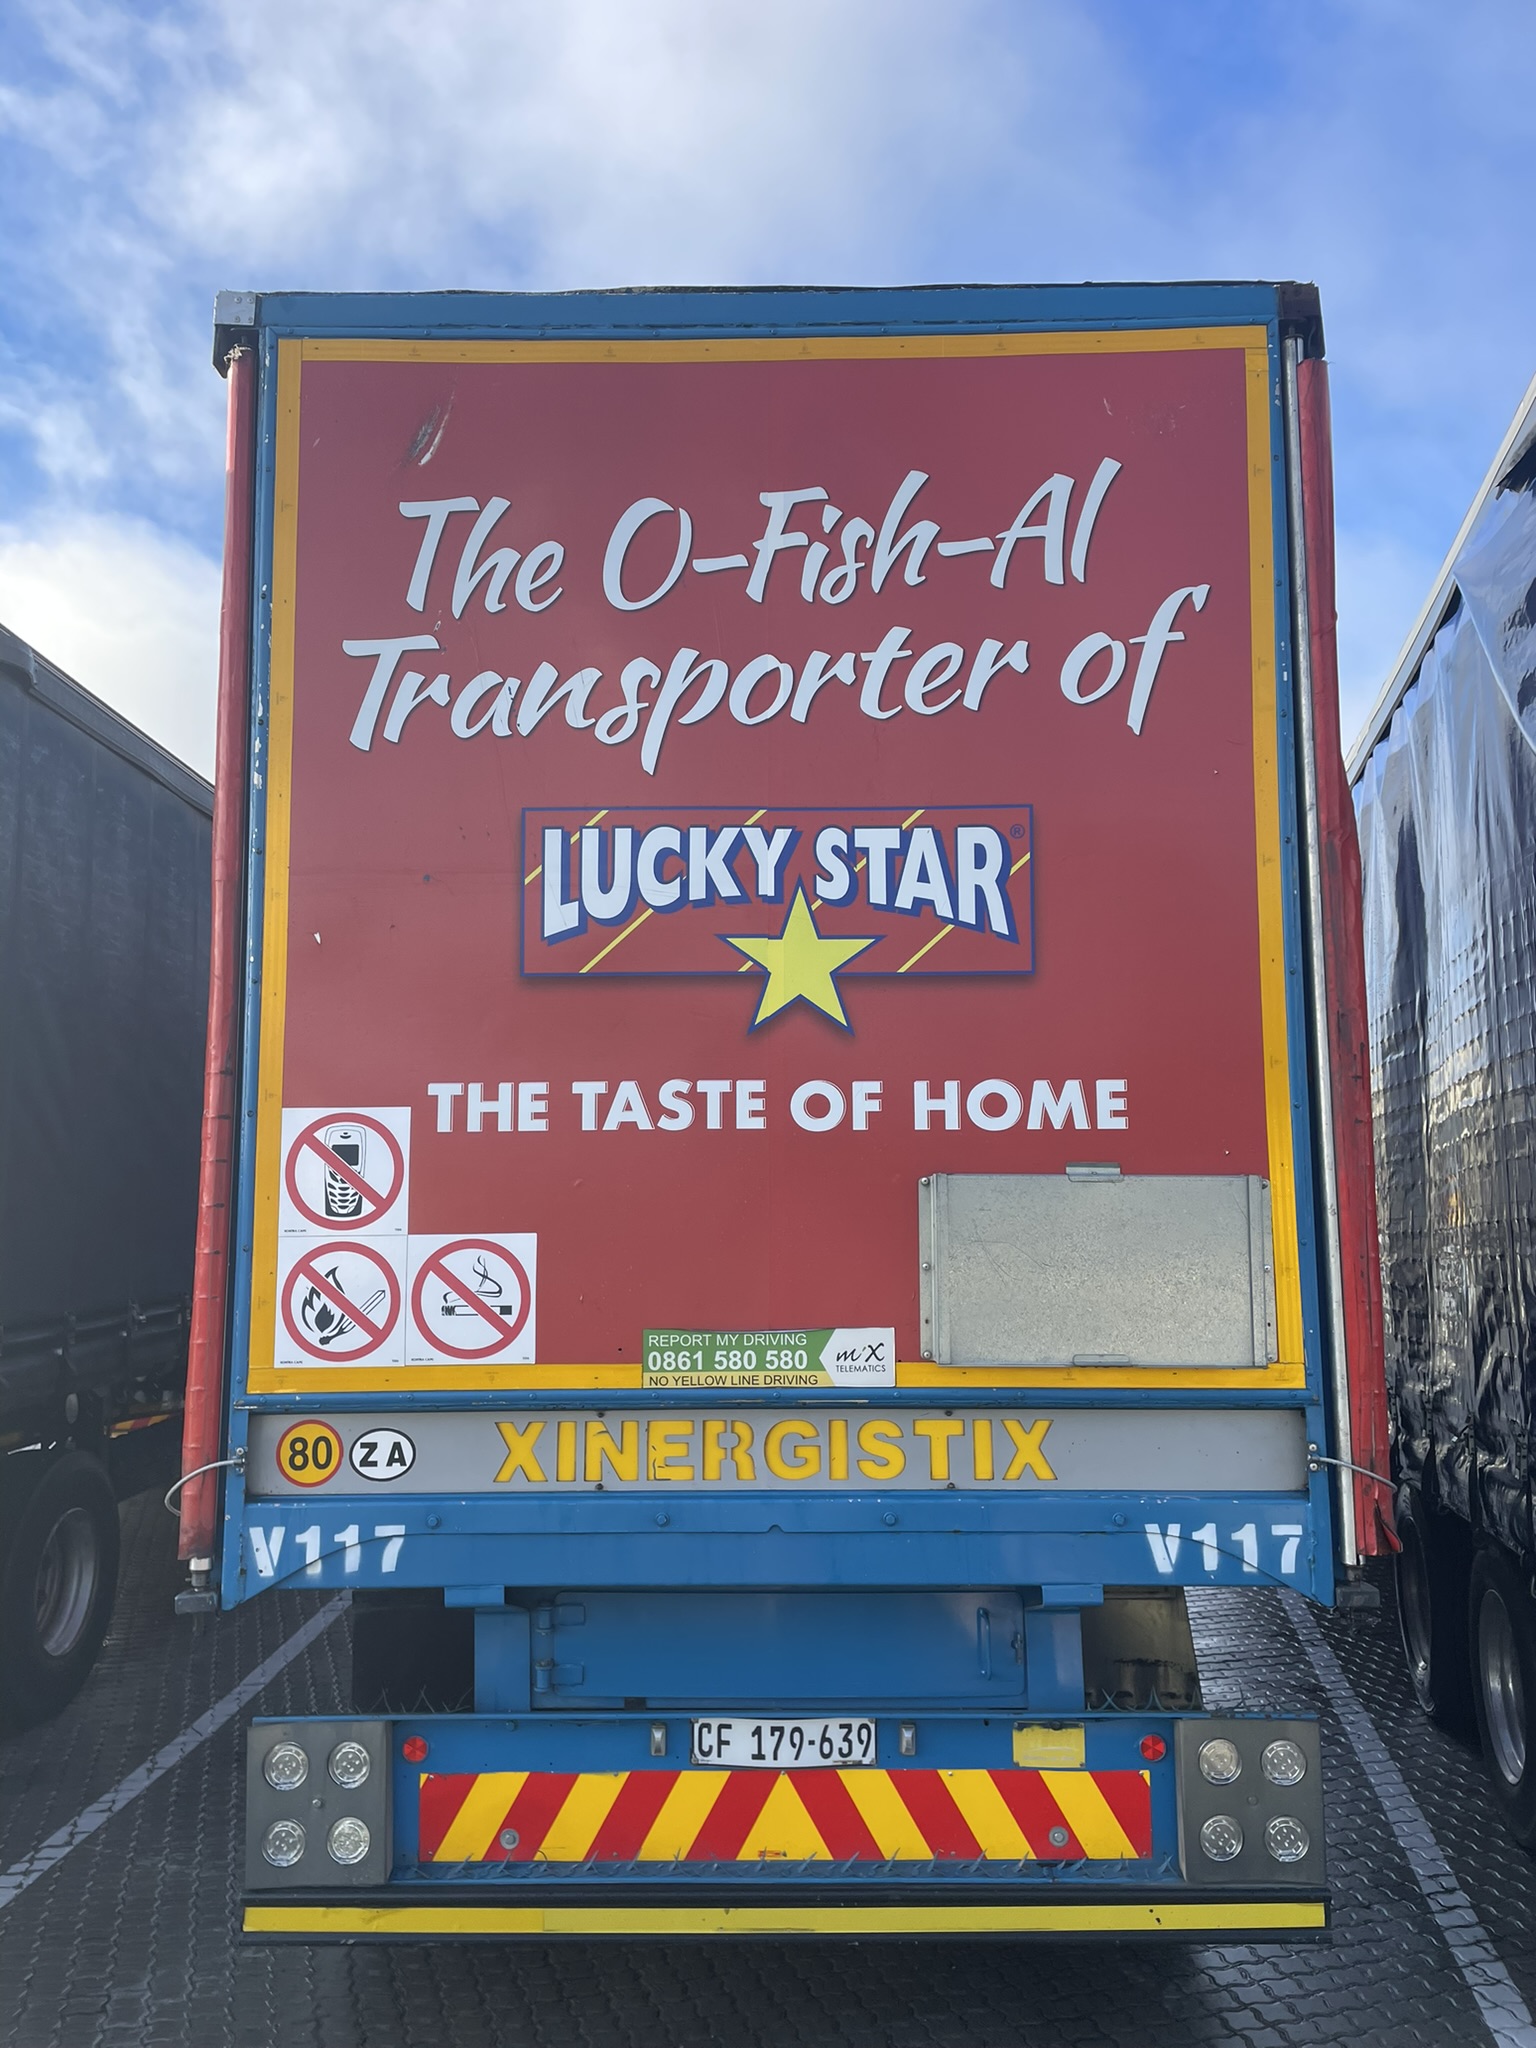 The O-Fish-Al
Transporter of
LUCKY STAR®
THE TASTE OF HOME
REPORT MY DRIVING
0861 580 580
NO YELLOW LINE DRIVING
mix
TELEMATICS
80
ZA
XINERGISTIX
V117
V117
CF 179-639